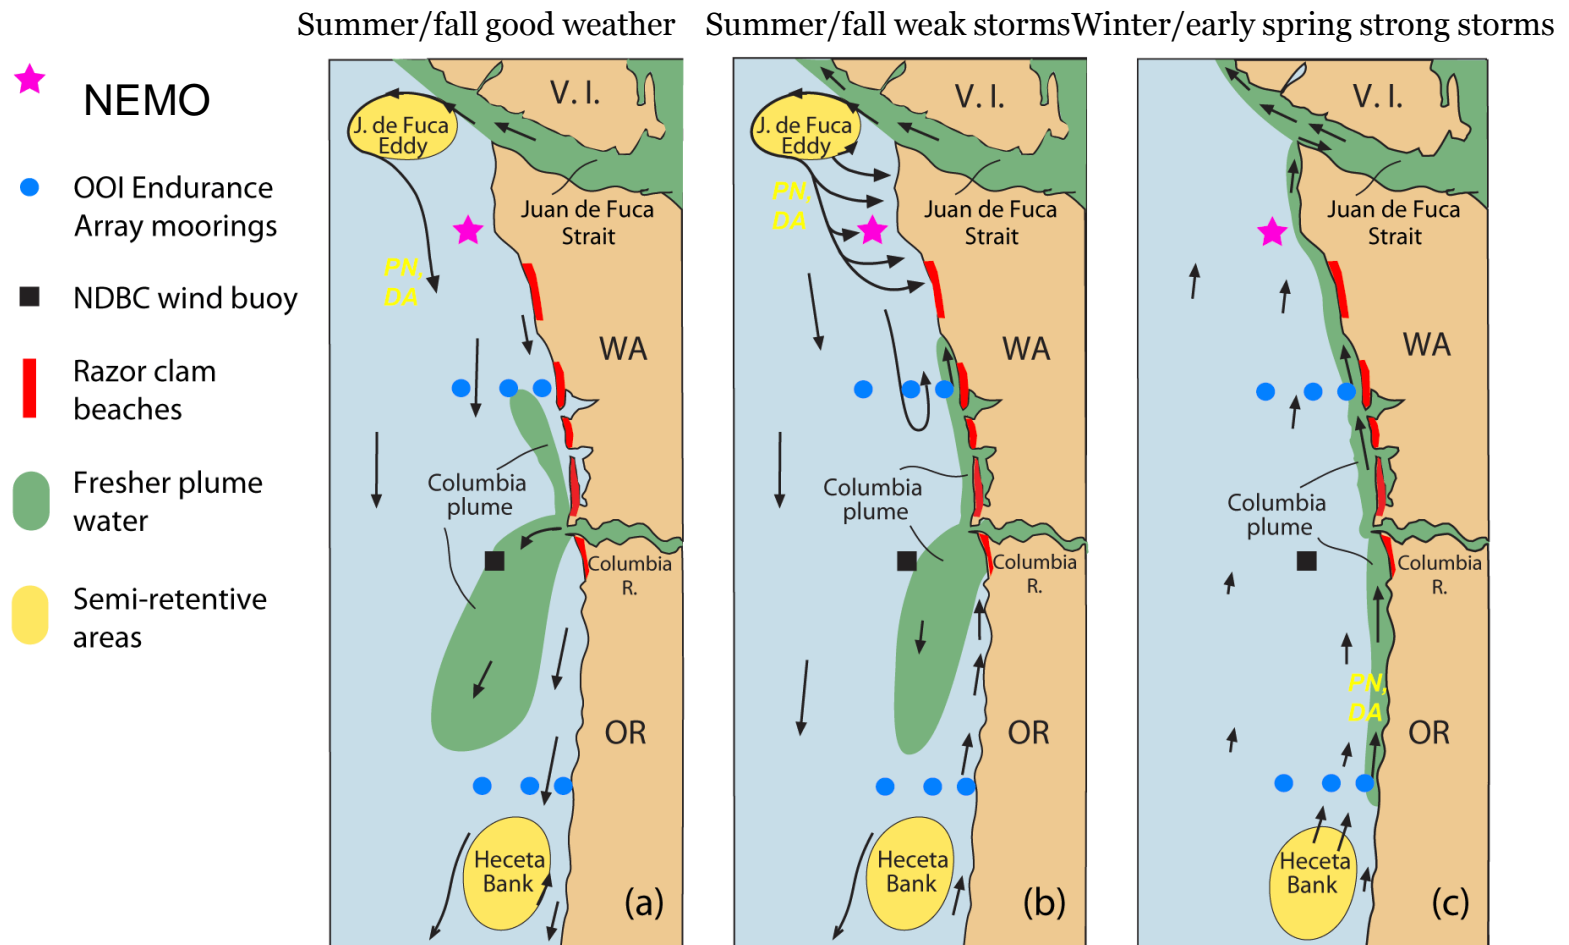 Summer/fall good weather
Summer/fall weak storms
Winter/early spring strong storms
NEMO
OOI Endurance
Array moorings
NDBC wind buoy
Razor clam
beaches
Fresher plume
water
Semi-retentive
areas
V. I.
J. de Fuca
Eddy
Juan de Fuca
Strait
PN,
DA
WA
Columbia
plume
Columbia
R.
OR
Heceta
Bank
(a)
V. I.
J. de Fuca
Eddy
PN,
DA
Juan de Fuca
Strait
WA
Columbia
plume
Columbia
R.
OR
Heceta
Bank
(b)
V. I.
Juan de Fuca
Strait
WA
Columbia
plume
Columbia
R.
PN,
DA
OR
Heceta
Bank
(c)